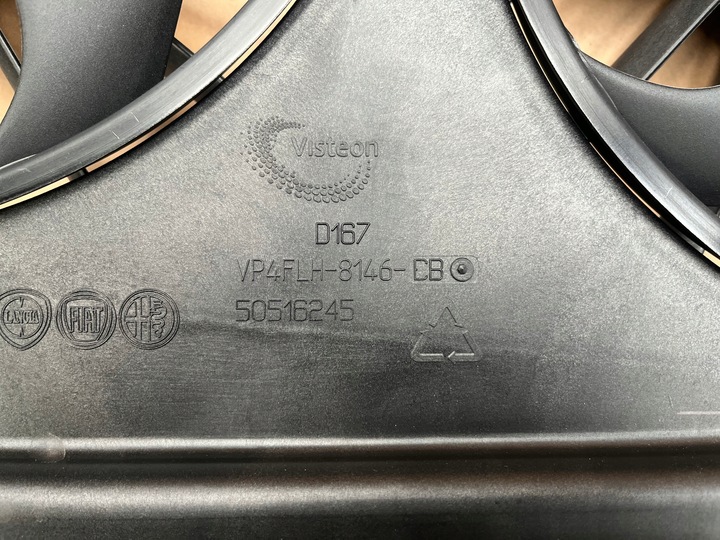 Visteon
D167
VP4FLH-8146-CB
50516245
LANCIA FIAT